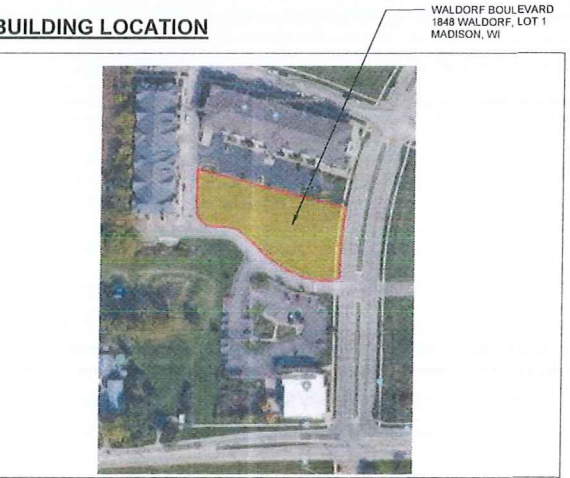 BUILDING LOCATION
WALDORF BOULEVARD
1848 WALDORF, LOT 1
MADISON, WI